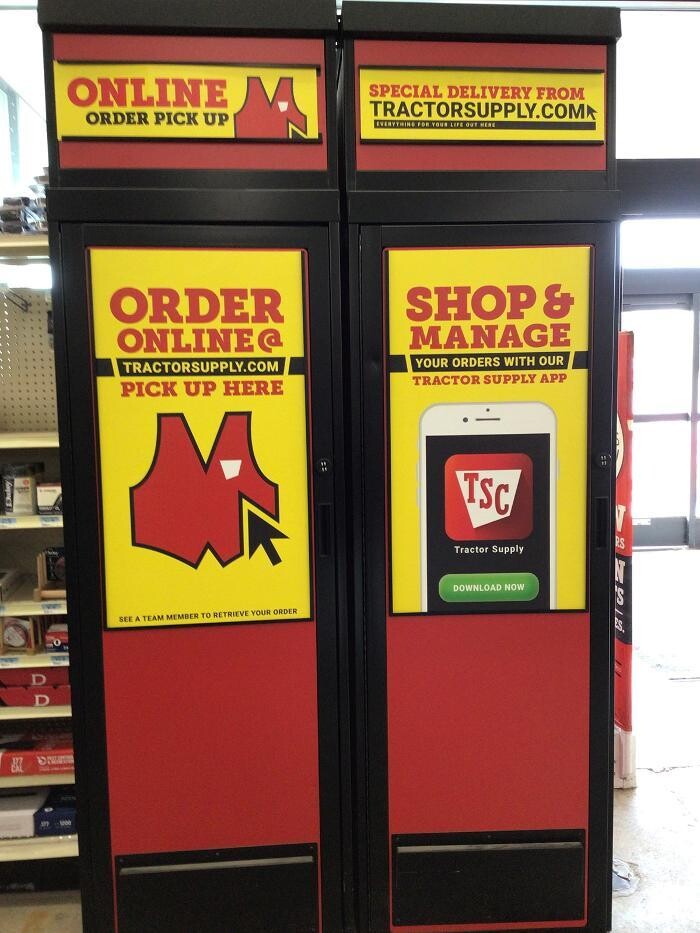 ONLINE
ORDER PICK UP
SPECIAL DELIVERY FROM
TRACTORSUPPLY.COM
EVERYTHING FOR YOUR LIFE OUT HERE
ORDER
ONLINE@
TRACTORSUPPLY.COM
PICK UP HERE
SEE A TEAM MEMBER TO RETRIEVE YOUR ORDER
SHOP &
MANAGE
YOUR ORDERS WITH OUR
TRACTOR SUPPLY APP
TSC
Tractor Supply
DOWNLOAD NOW
D
D
177
CAL